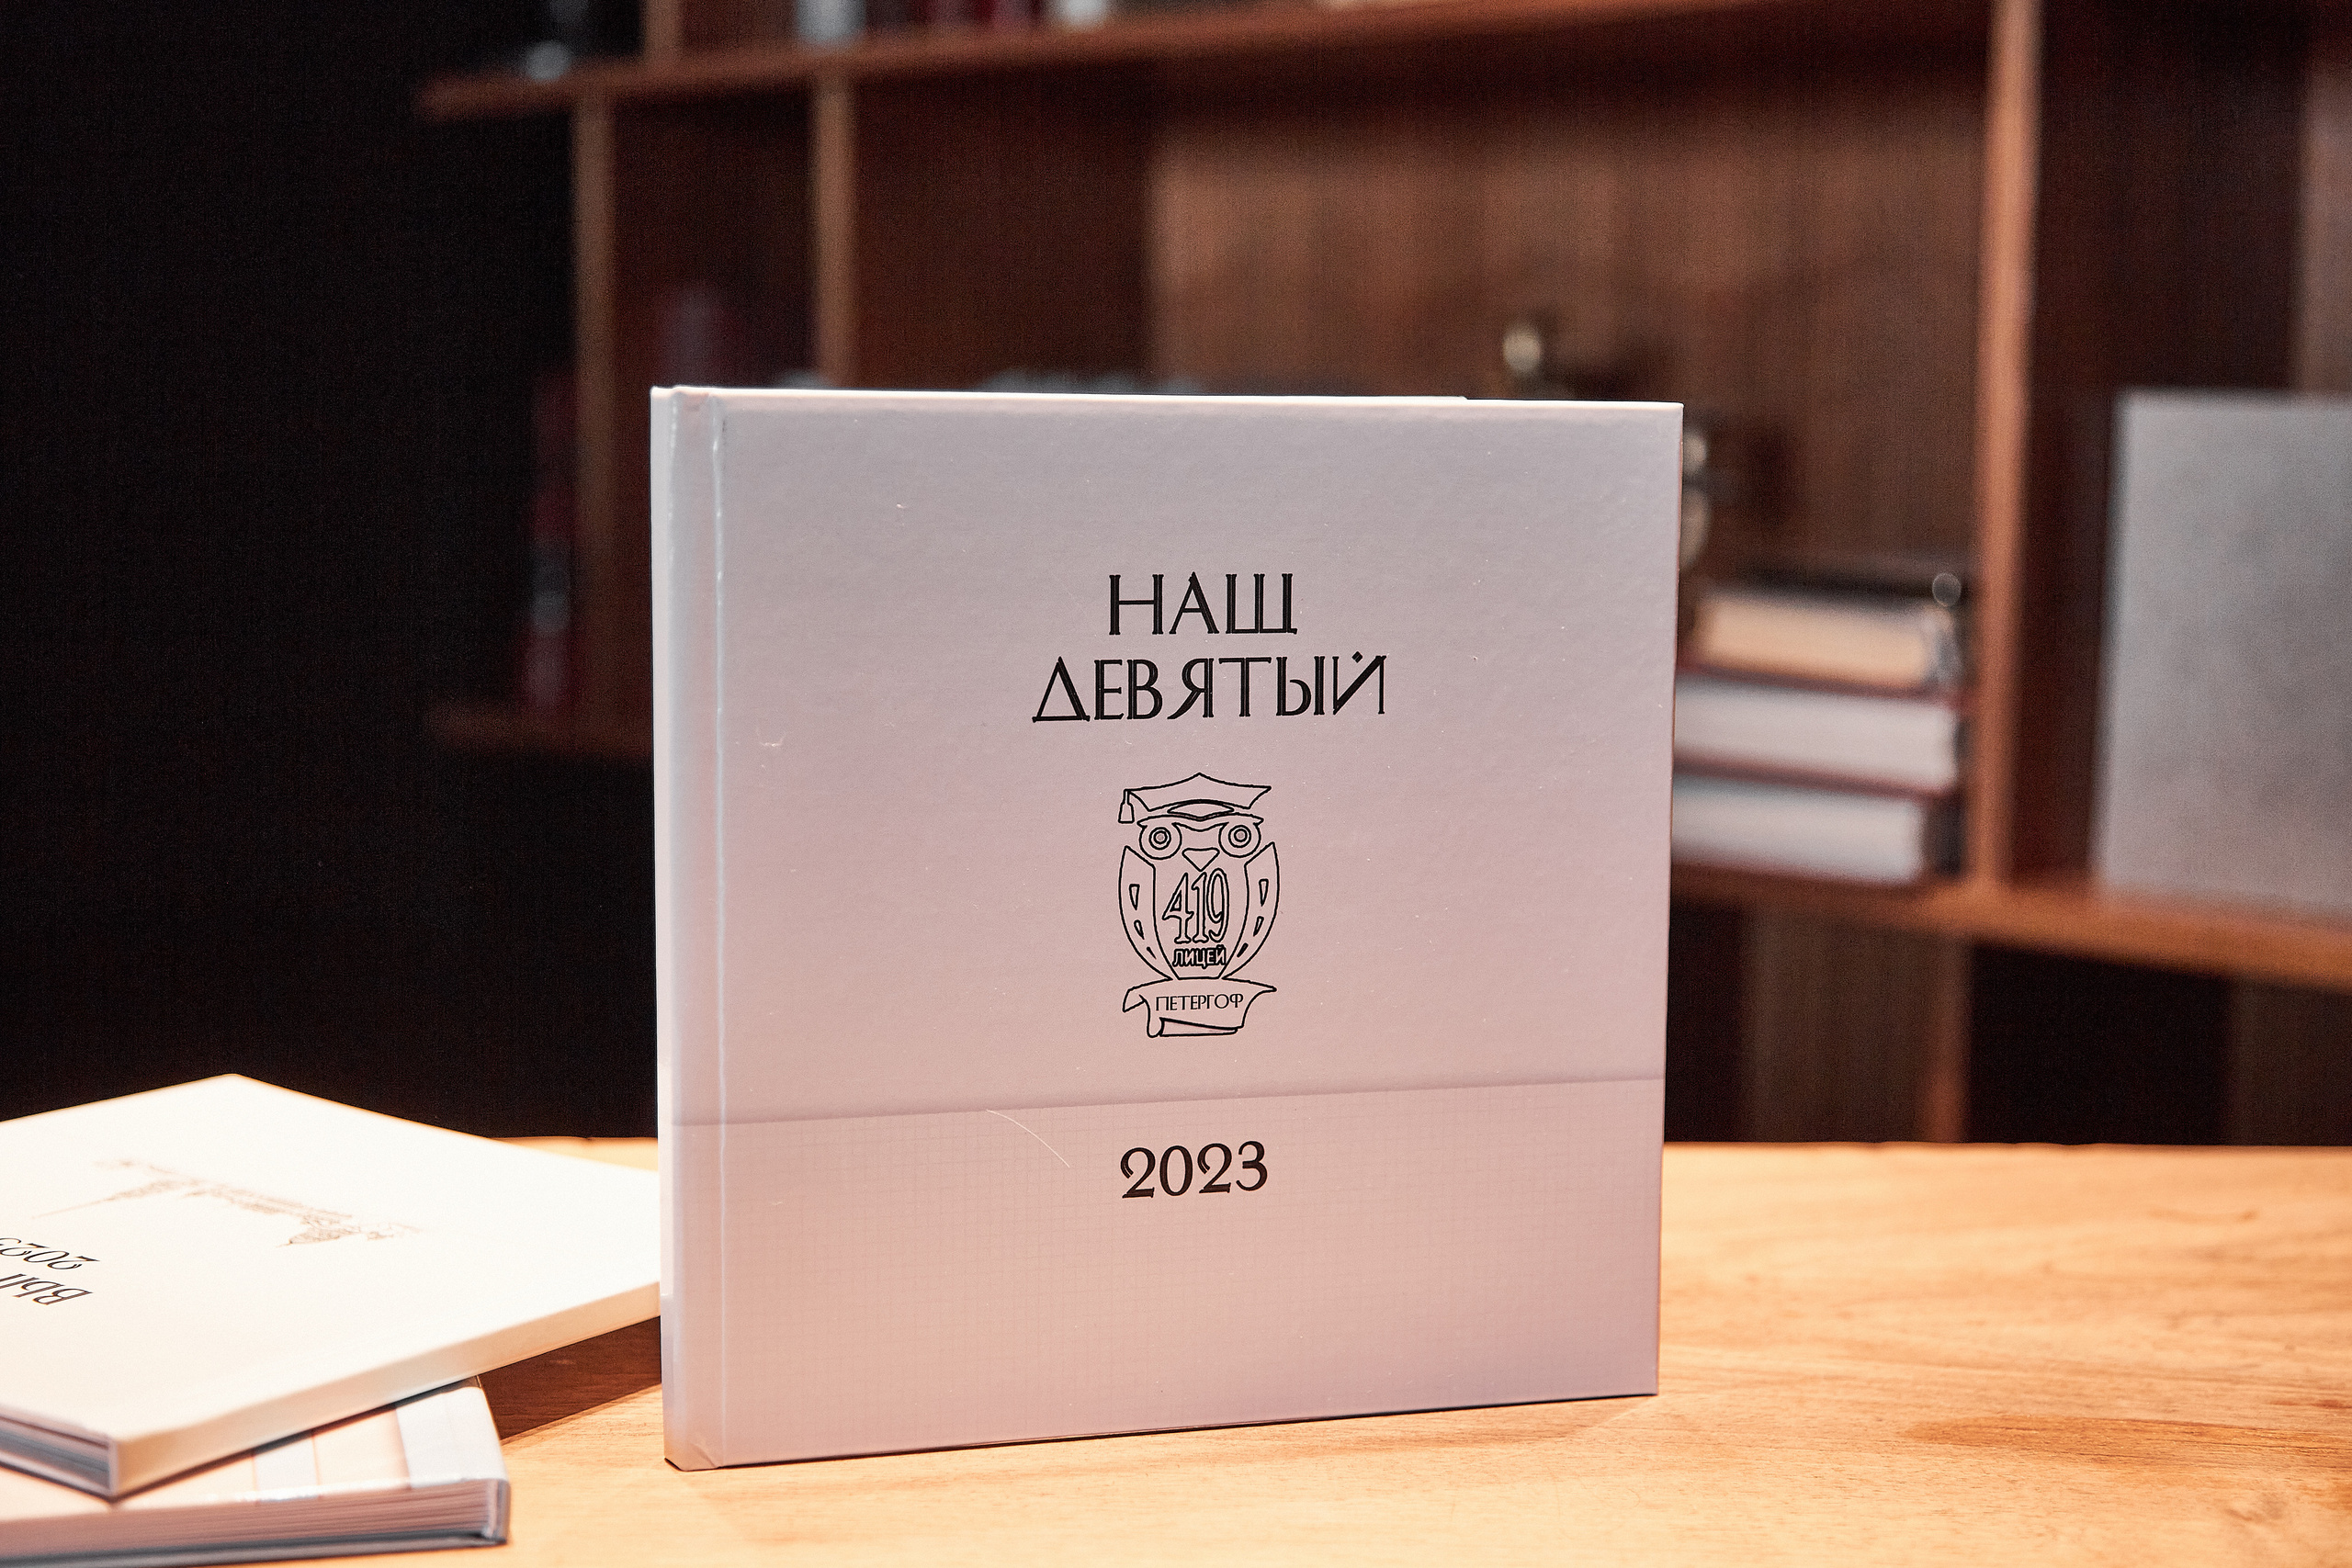 НАШ
ДЕВЯТЫЙ
419
ЛИЦЕЙ
ПЕТЕРГОФ
2023